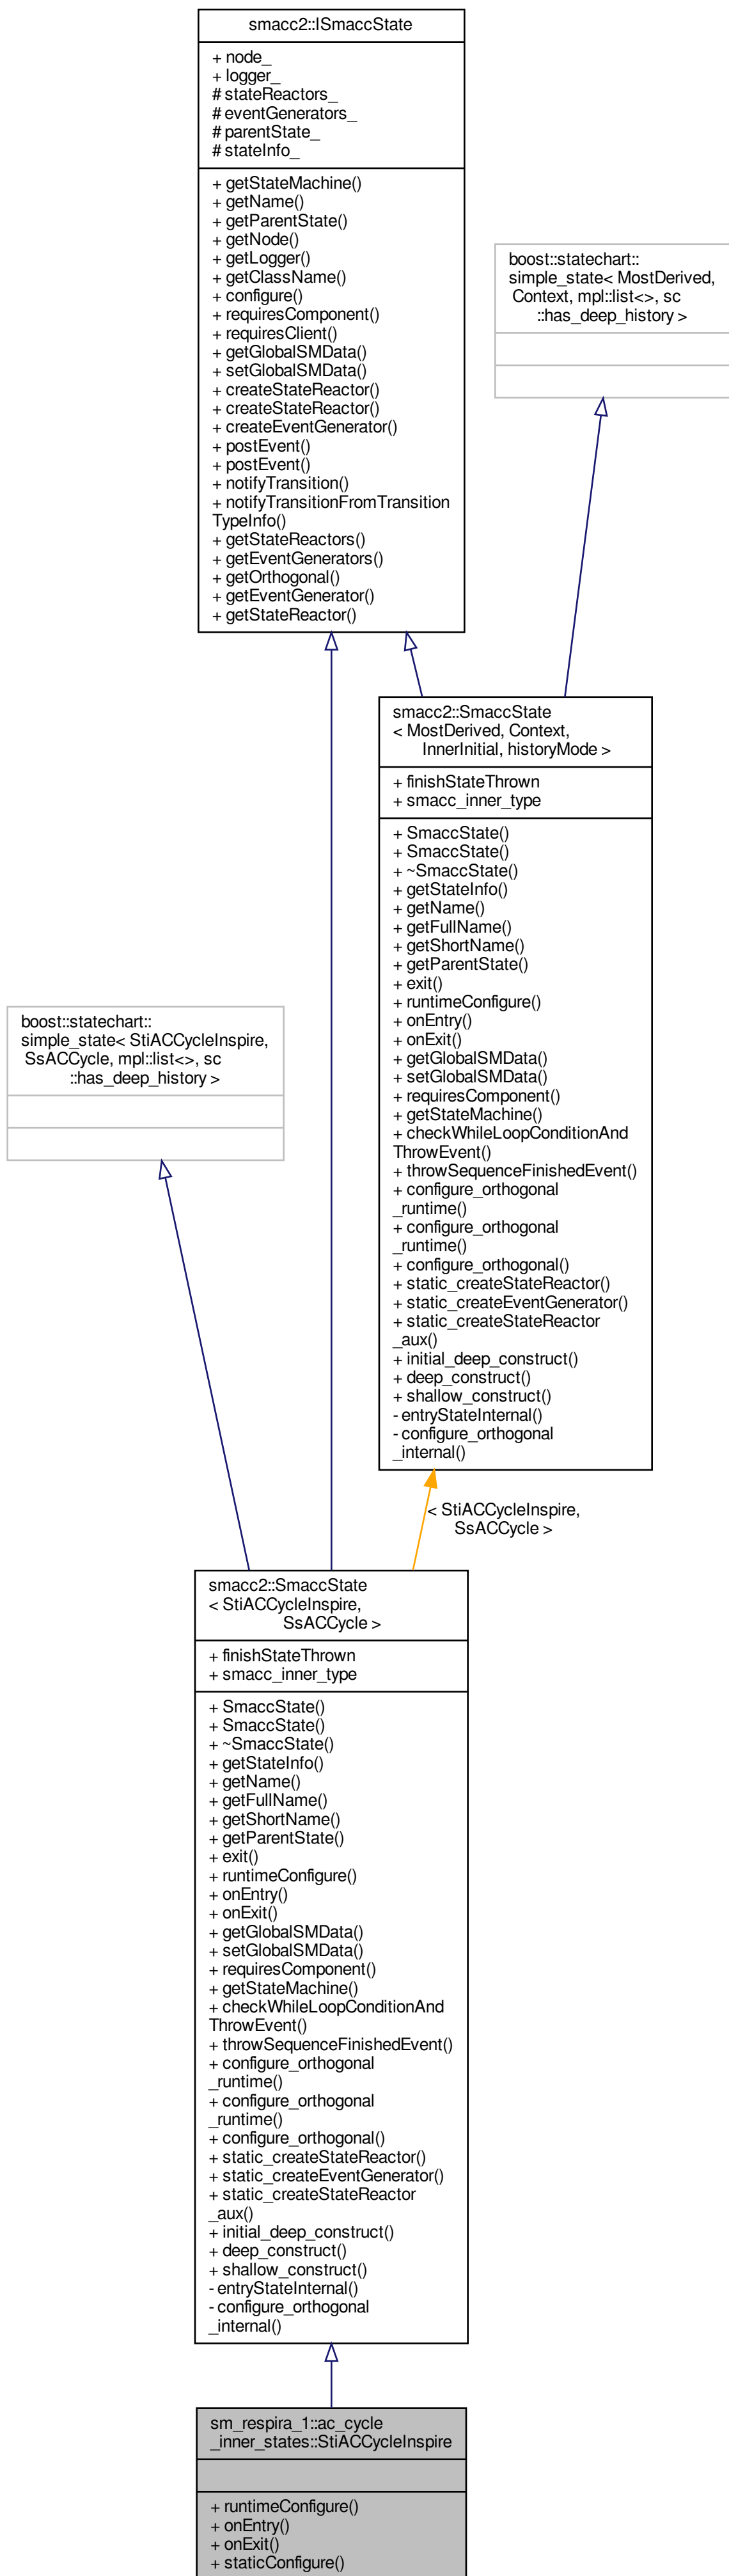 smacc2::ISmaccState
+ node_
+ logger_
# stateReactors_
# eventGenerators_
# parentState_
# stateInfo_
+ getStateMachine()
+ getName()
+ getParentState()
+ getNode()
+ getLogger()
+ getClassName()
+ configure()
+ requiresComponent()
+ requiresClient()
+ getGlobalSMData()
+ setGlobalSMData()
+ createStateReactor()
+ createStateReactor()
+ createEventGenerator()
+ postEvent()
+ postEvent()
+ notifyTransition()
+ notifyTransitionFromTransition
TypeInfo()
+ getStateReactors()
+ getEventGenerators()
+ getOrthogonal()
+ getEventGenerator()
+ getStateReactor()
boost::statechart::
simple_state< MostDerived,
Context, mpl::list<>, sc
::has_deep_history >
smacc2::SmaccState
< MostDerived, Context,
InnerInitial, historyMode >
+ finishStateThrown
+ smacc_inner_type
+ SmaccState()
+ SmaccState()
+ ~SmaccState()
+ getStateInfo()
+ getName()
+ getFullName()
+ getShortName()
+ getParentState()
+ exit()
+ runtimeConfigure()
+ onEntry()
+ onExit()
+ getGlobalSMData()
+ setGlobalSMData()
+ requiresComponent()
+ getStateMachine()
+ checkWhileLoopConditionAnd
ThrowEvent()
+ throwSequenceFinishedEvent()
+ configure_orthogonal
_runtime()
+ configure_orthogonal
_runtime()
+ configure_orthogonal()
+ static_createStateReactor()
+ static_createEventGenerator()
+ static_createStateReactor
_aux()
+ initial_deep_construct()
+ deep_construct()
+ shallow_construct()
- entryStateInternal()
- configure_orthogonal
_internal()
boost::statechart::
simple_state< StiACCycleInspire,
SsACCycle, mpl::list<>, sc
::has_deep_history >
< StiACCycleInspire,
SsACCycle >
smacc2::SmaccState
< StiACCycleInspire,
SsACCycle >
+ finishStateThrown
+ smacc_inner_type
+ SmaccState()
+ SmaccState()
+ ~SmaccState()
+ getStateInfo()
+ getName()
+ getFullName()
+ getShortName()
+ getParentState()
+ exit()
+ runtimeConfigure()
+ onEntry()
+ onExit()
+ getGlobalSMData()
+ setGlobalSMData()
+ requiresComponent()
+ getStateMachine()
+ checkWhileLoopConditionAnd
ThrowEvent()
+ throwSequenceFinishedEvent()
+ configure_orthogonal
_runtime()
+ configure_orthogonal
_runtime()
+ configure_orthogonal()
+ static_createStateReactor()
+ static_createEventGenerator()
+ static_createStateReactor
_aux()
+ initial_deep_construct()
+ deep_construct()
+ shallow_construct()
- entryStateInternal()
- configure_orthogonal
_internal()
sm_respira_1::ac_cycle
_inner_states::StiACCycleInspire
+ runtimeConfigure()
+ onEntry()
+ onExit()
+ staticConfigure()